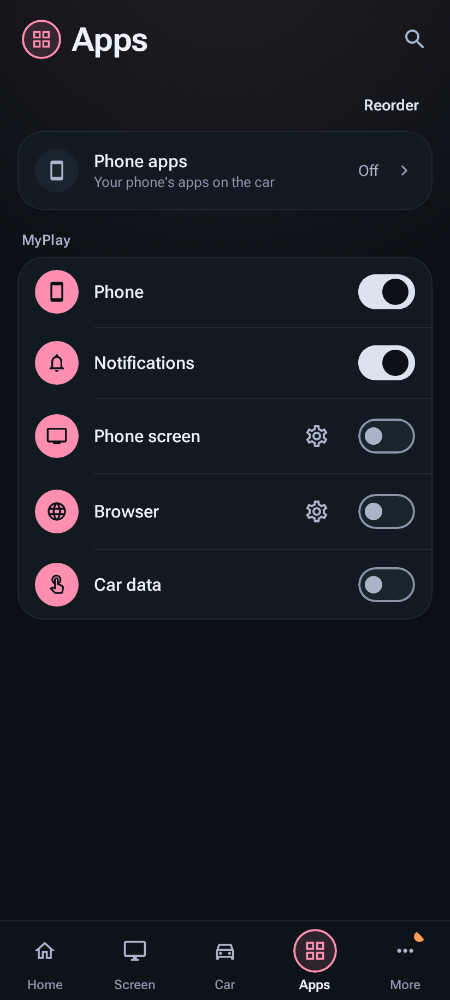 Apps
Reorder
Phone apps
Your phone's apps on the car
Off
MyPlay
Phone
Notifications
Phone screen
Browser
Car data
Home
Screen
Car
Apps
More